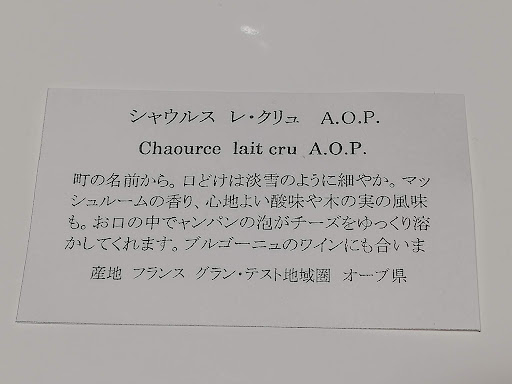 シャウルス レ・クリュ A.O.P.
Chaource lait cru A.O.P.
町の名前から。口どけは淡雪のように細やか。マッ
シュルームの香り、心地よい酸味や木の実の風味
も。お口の中でャンパンの泡がチーズをゆっくり溶
かしてくれます。ブルゴーニュのワインにも合いま
産地 フランス グラン・テスト地域圏 オーブ県